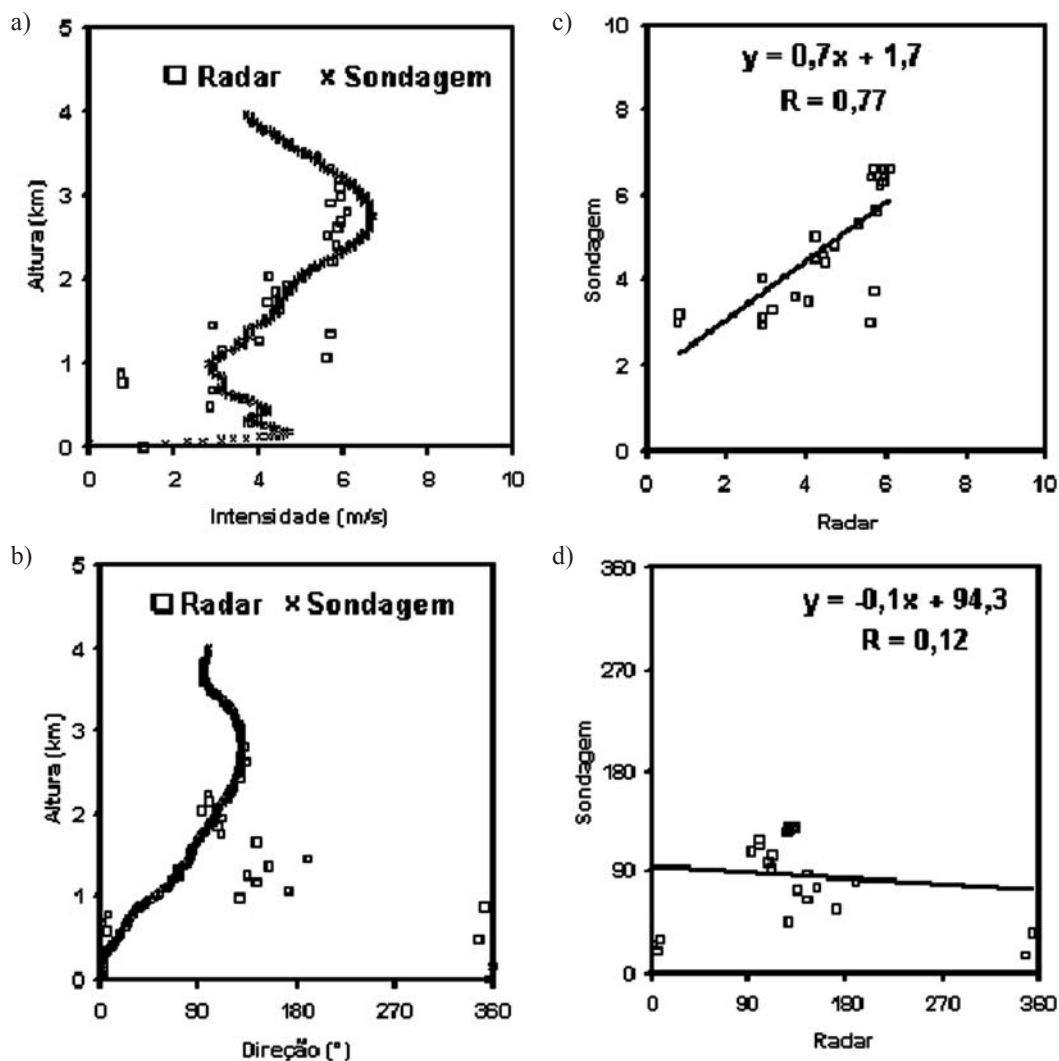 a)
5
4
3
2
1
0
Altura (km)
Radar × Sondagem
0 2 4 6 8 10
Intensidade (m/s)
c)
10
8
6
4
2
0
Sondagem
y = 0,7x + 1,7
R = 0,77
0 2 4 6 8 10
Radar
b)
5
4
3
2
1
0
Altura (km)
Radar × Sondagem
0 90 180 270 360
Direção (°)
d)
360
270
180
90
0
Sondagem
y = -0,1x + 94,3
R = 0,12
0 90 180 270 360
Radar